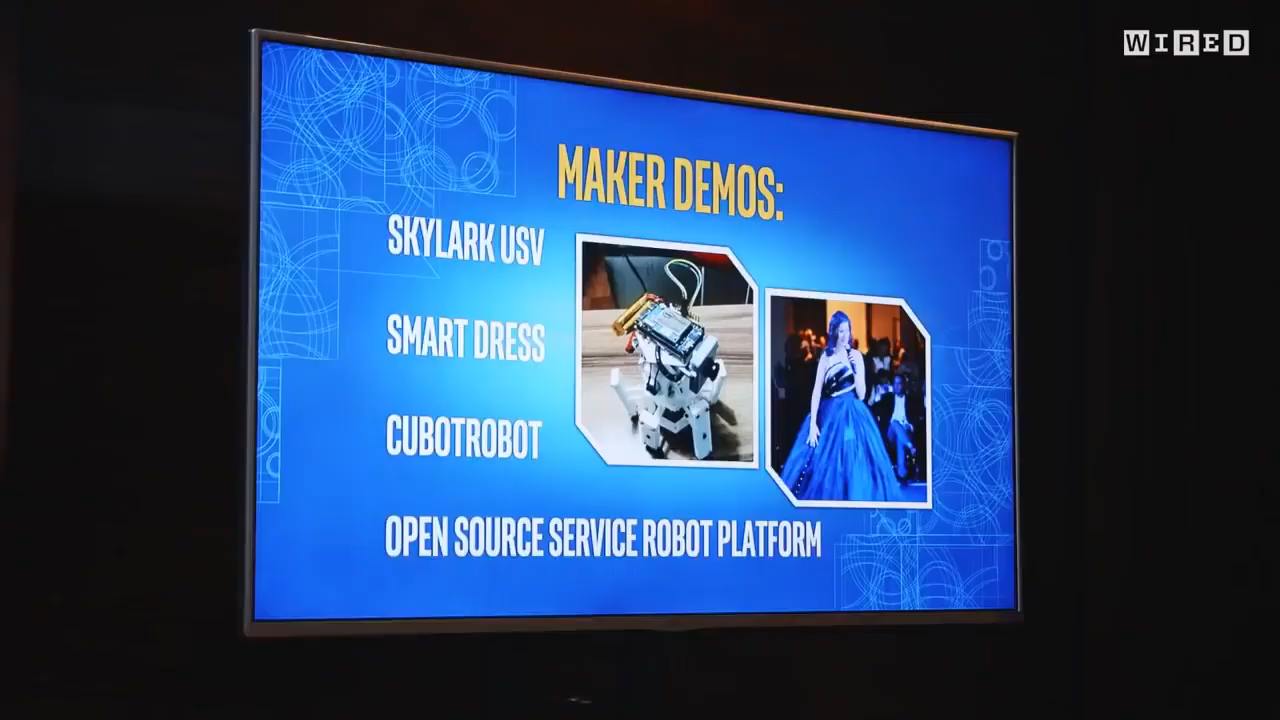 WIRED
MAKER DEMOS:
SKYLARK USV
SMART DRESS
CUBOTROBOT
OPEN SOURCE SERVICE ROBOT PLATFORM